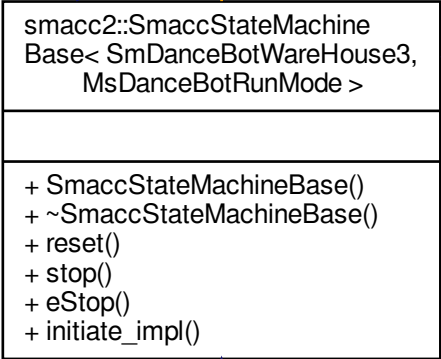 smacc2::SmaccStateMachine
Base< SmDanceBotWareHouse3,
MsDanceBotRunMode >
+ SmaccStateMachineBase()
+ ~SmaccStateMachineBase()
+ reset()
+ stop()
+ eStop()
+ initiate_impl()